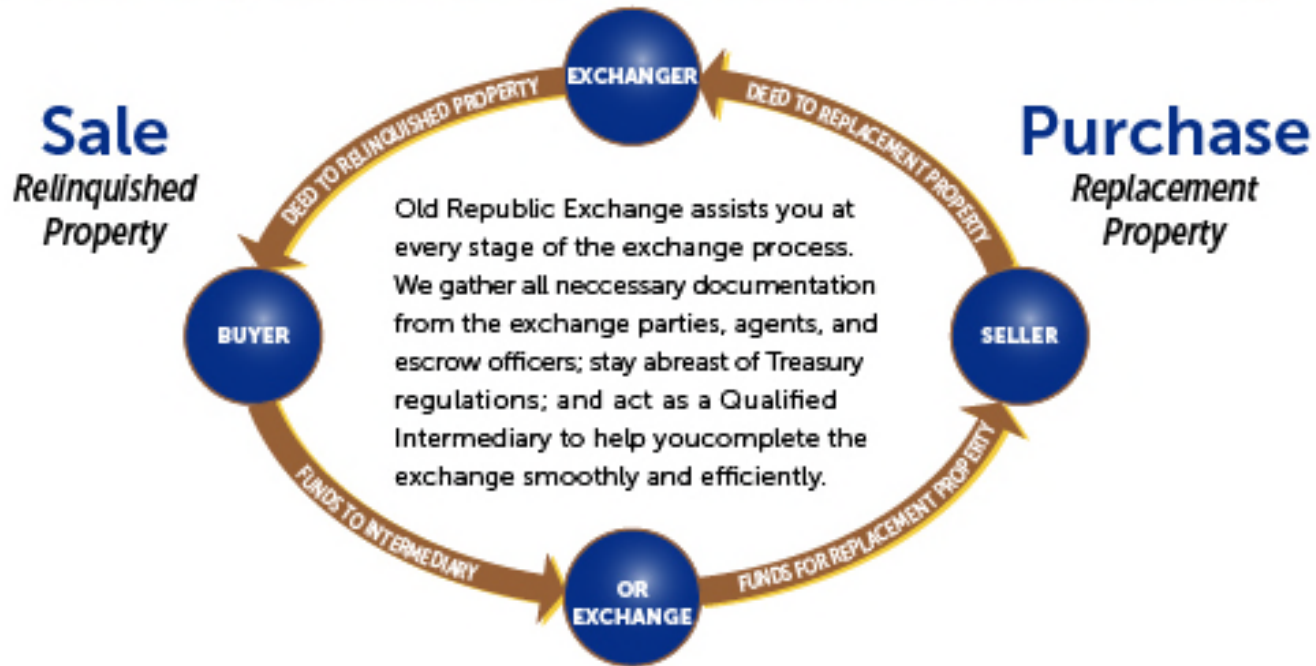 EXCHANGER
DEED TO RELINQUISHED PROPERTY
DEED TO REPLACEMENT PROPERTY
Sale
Relinquished
Property
Purchase
Replacement
Property
Old Republic Exchange assists you at
every stage of the exchange process.
We gather all neccessary documentation
from the exchange parties, agents, and
escrow officers; stay abreast of Treasury
regulations; and act as a Qualified
Intermediary to help youcomplete the
exchange smoothly and efficiently.
BUYER
SELLER
FUNDS TO INTERMEDIARY
FUNDS FOR REPLACEMENT PROPERTY
OR
EXCHANGE